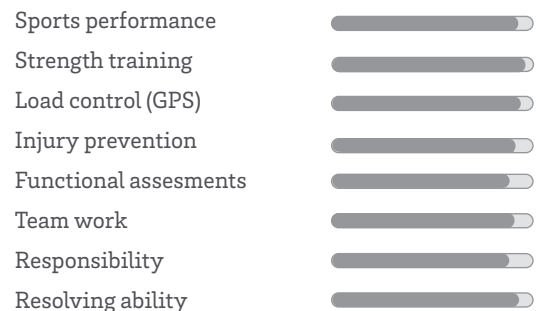 Sports performance
Strength training
Load control (GPS)
Injury prevention
Functional assesments
Team work
Responsibility
Resolving ability